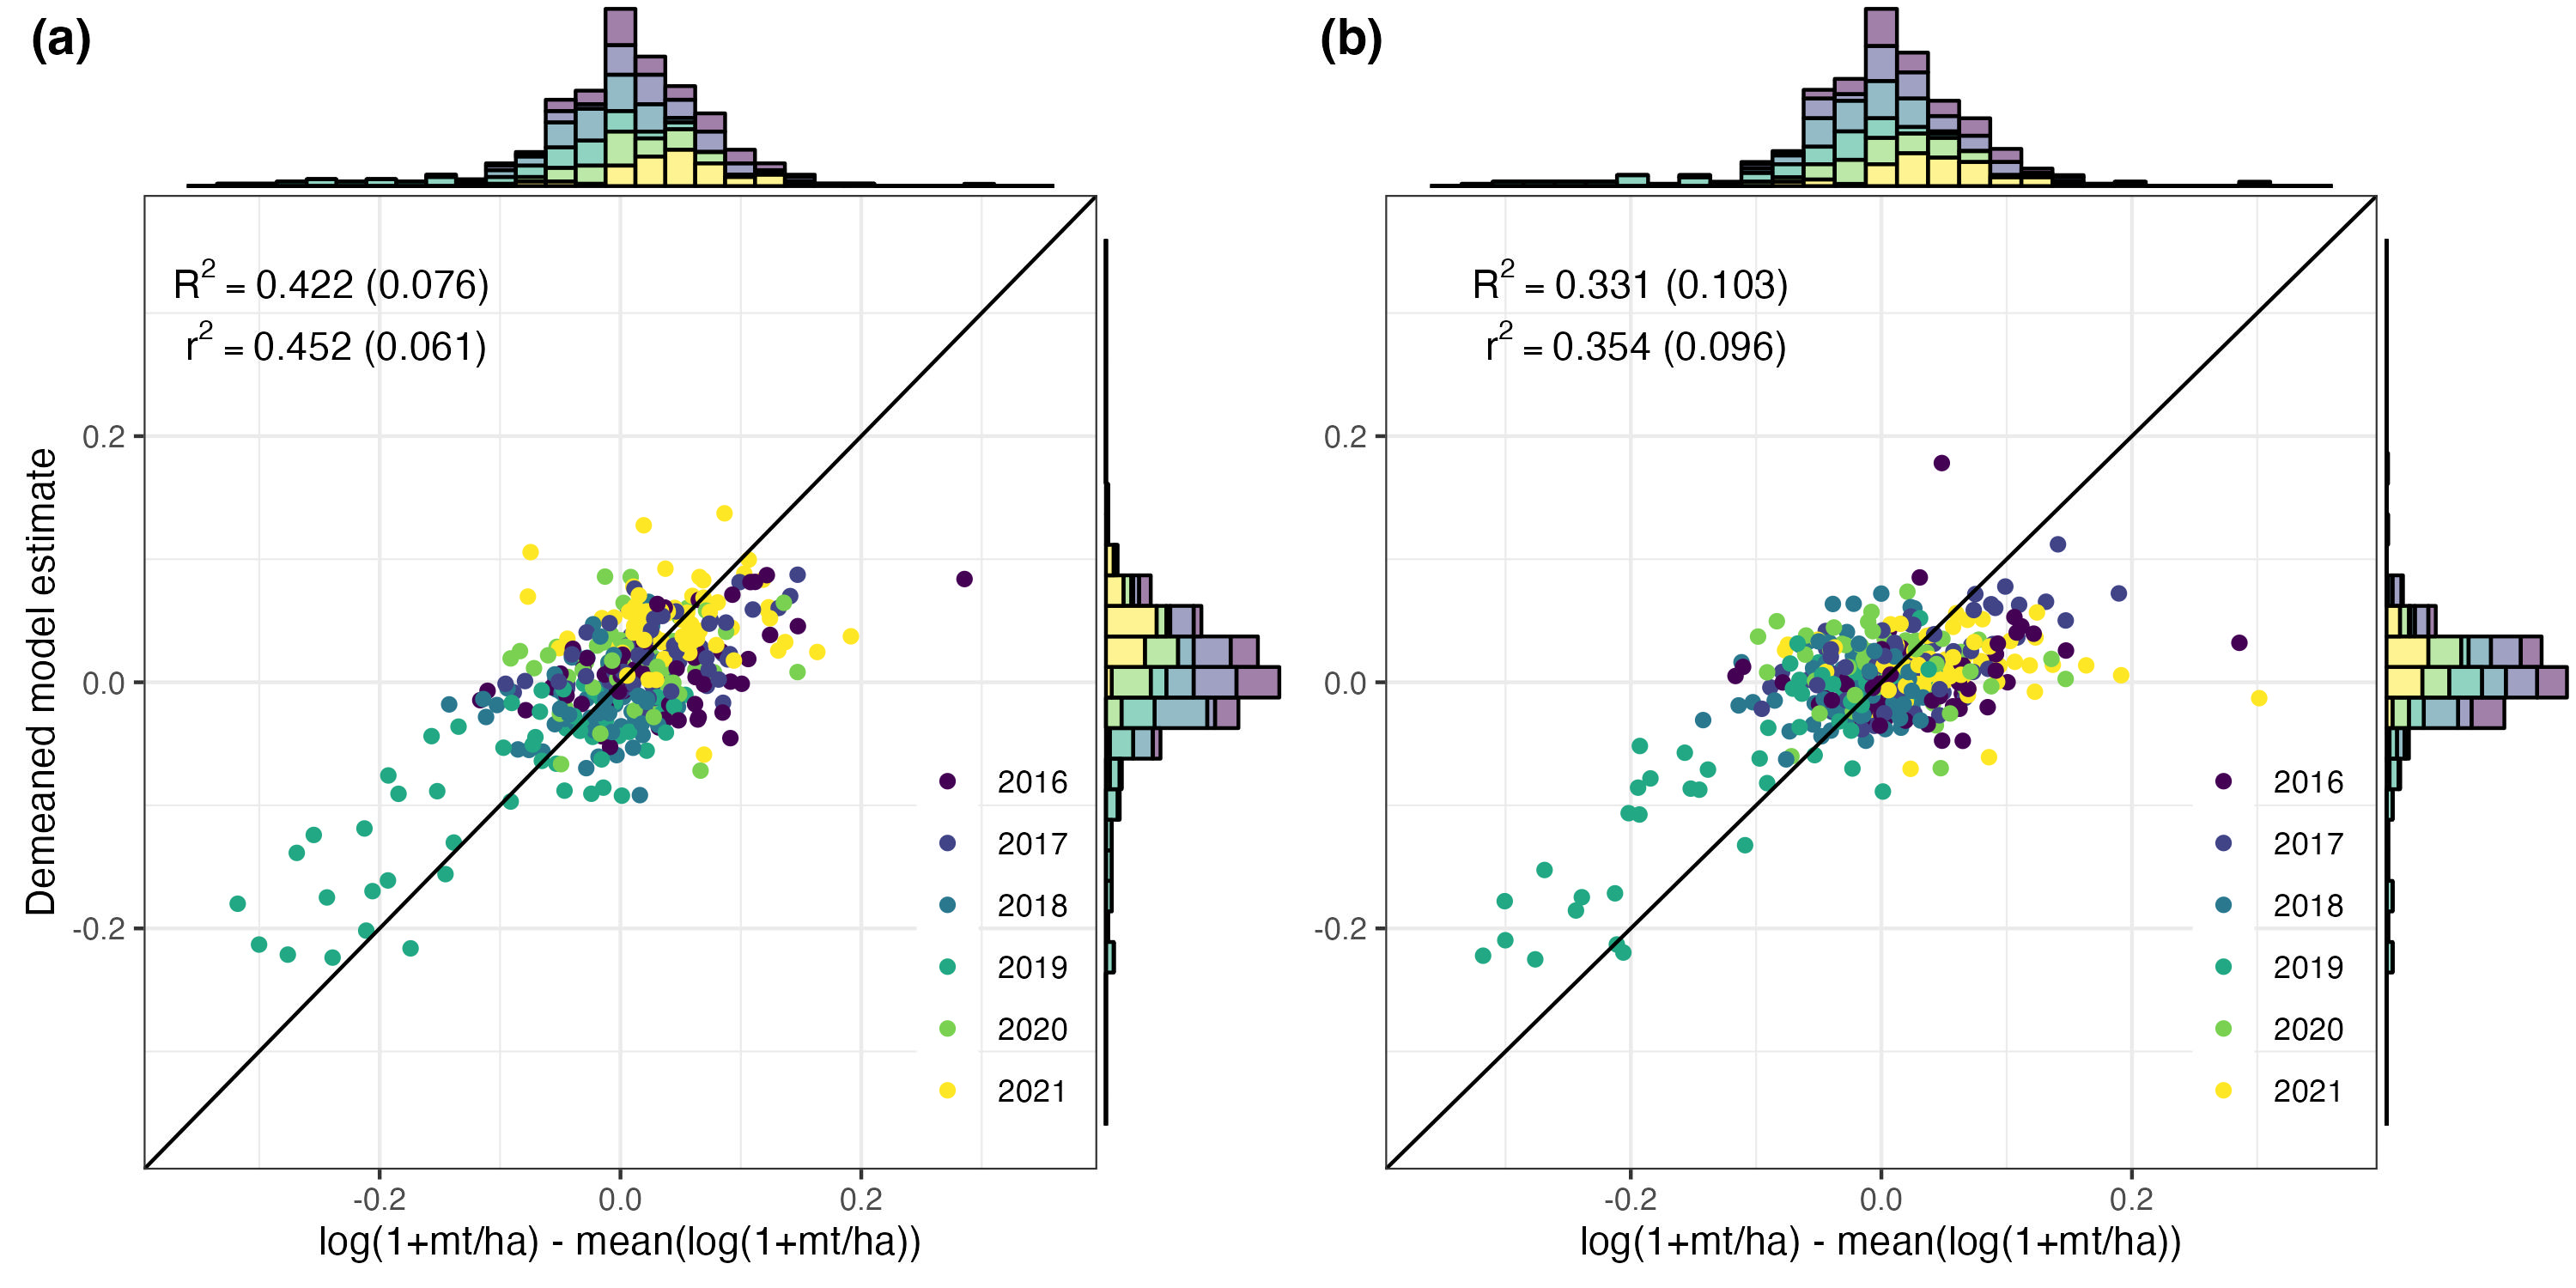 (a)
R² = 0.422 (0.076)
r² = 0.452 (0.061)
0.2
0.0
-0.2
Demeaned model estimate
2016
2017
2018
2019
2020
2021
-0.2 0.0 0.2
log(1+mt/ha) - mean(log(1+mt/ha))
(b)
R² = 0.331 (0.103)
r² = 0.354 (0.096)
0.2
0.0
-0.2
2016
2017
2018
2019
2020
2021
-0.2 0.0 0.2
log(1+mt/ha) - mean(log(1+mt/ha))